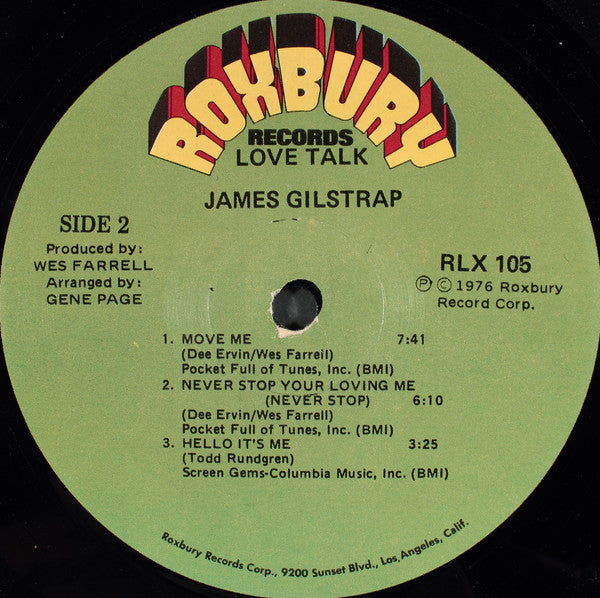 ROXBURY
RECORDS
LOVE TALK
JAMES GILSTRAP
SIDE 2
Produced by:
WES FARRELL
Arranged by:
GENE PAGE
RLX 105
Ⓟ © 1976 Roxbury
Record Corp.
1. MOVE ME 7:41
(Dee Ervin/Wes Farrell)
Pocket Full of Tunes, Inc. (BMI)
2. NEVER STOP YOUR LOVING ME
(NEVER STOP) 6:10
(Dee Ervin/Wes Farrell)
Pocket Full of Tunes, Inc. (BMI)
3. HELLO IT'S ME 3:25
(Todd Rundgren)
Screen Gems-Columbia Music, Inc. (BMI)
Roxbury Records Corp., 9200 Sunset Blvd., Los Angeles, Calif.